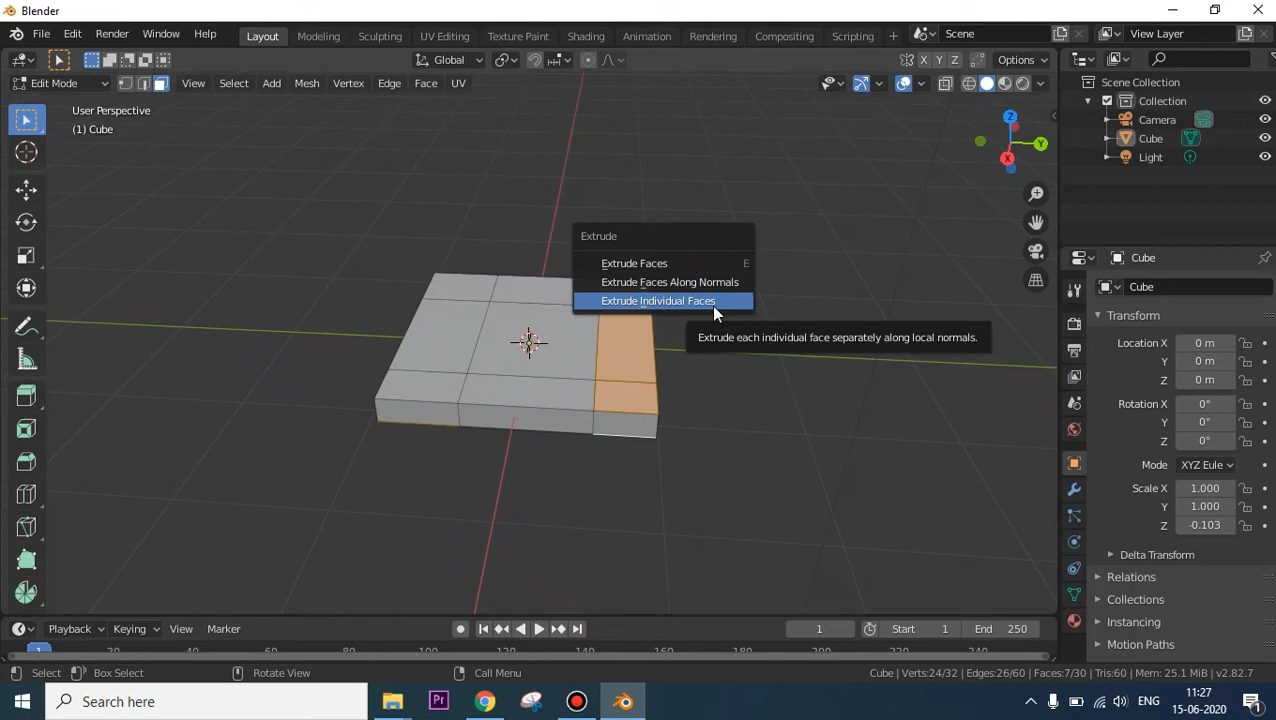 Blender
File Edit Render Window Help Layout Modeling Sculpting UV Editing Texture Paint Shading Animation Rendering Compositing Scripting + Scene View Layer
Global X Y Z Options
Edit Mode View Select Add Mesh Vertex Edge Face UV
Scene Collection
Collection
Camera
Cube
Light
User Perspective
(1) Cube
Z
Y
X
Extrude
Extrude Faces E
Extrude Faces Along Normals
Extrude Individual Faces
Extrude each individual face separately along local normals.
Cube
Cube
Transform
Location X 0 m
Y 0 m
Z 0 m
Rotation X 0°
Y 0°
Z 0°
Mode XYZ Eule
Scale X 1.000
Y 1.000
Z -0.103
Delta Transform
Relations
Collections
Instancing
Motion Paths
Playback Keying View Marker 1 Start 1 End 250
Select Box Select Rotate View Call Menu Cube | Verts:24/32 | Edges:26/60 | Faces:7/30 | Tris:60 | Mem: 25.1 MiB | v2.82.7
Search here
Pr
ENG
11:27
15-06-2020
1